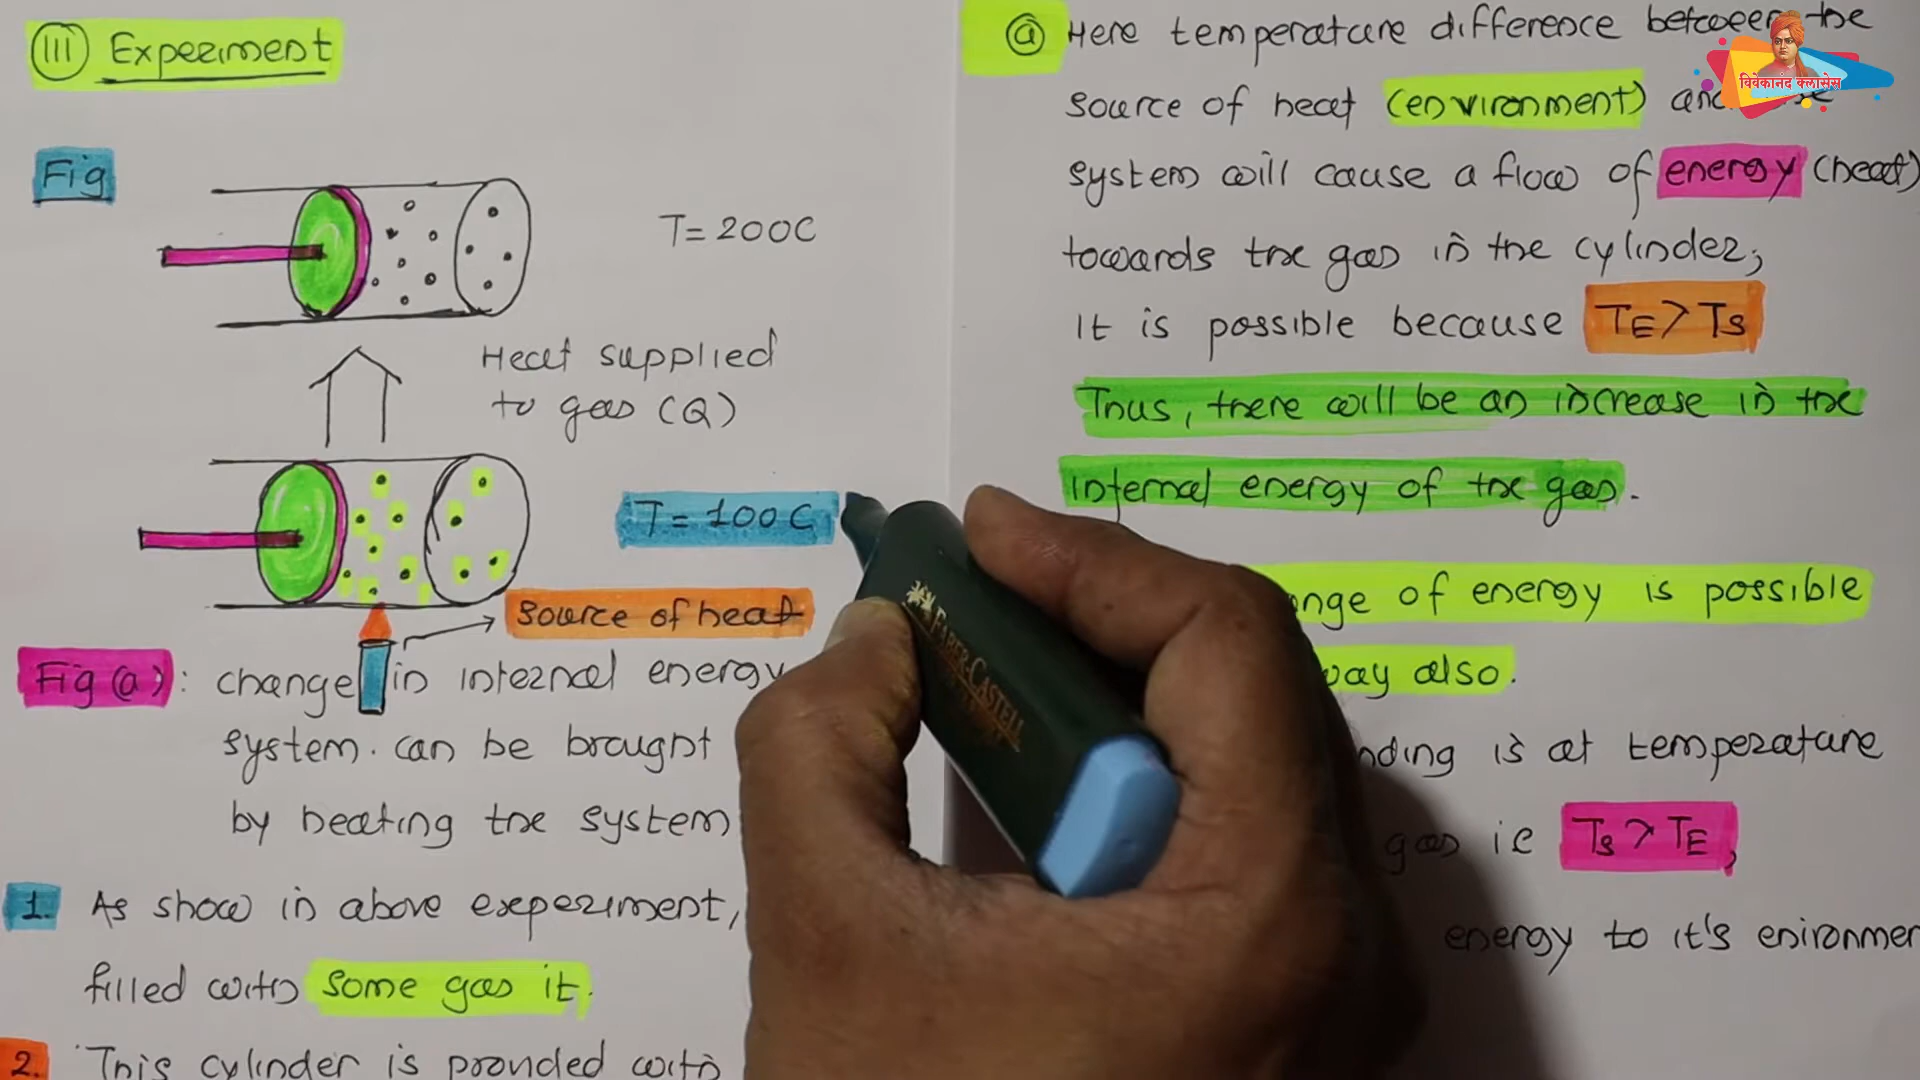 III Experiment
Fig
T= 200C
Heat supplied
to gas (Q)
T= 100C
source of heat
Fig (a): change in internal energy
system. can be brought
by heating the system
1. As show in above experiment,
filled with some gas it.
2. This cylinder is provided with
a Here temperature difference between the
source of heat (environment) and
system will cause a flow of energy (heat)
towards the gas in the cylinder;
It is possible because TE > Ts
Thus, there will be an increase in the
internal energy of the gas.
of energy is possible
way also.
is at temperature
gas ie Ts > TE,
energy to it's enironmen
विवेकानंद क्लासेस
FABER-CASTELL